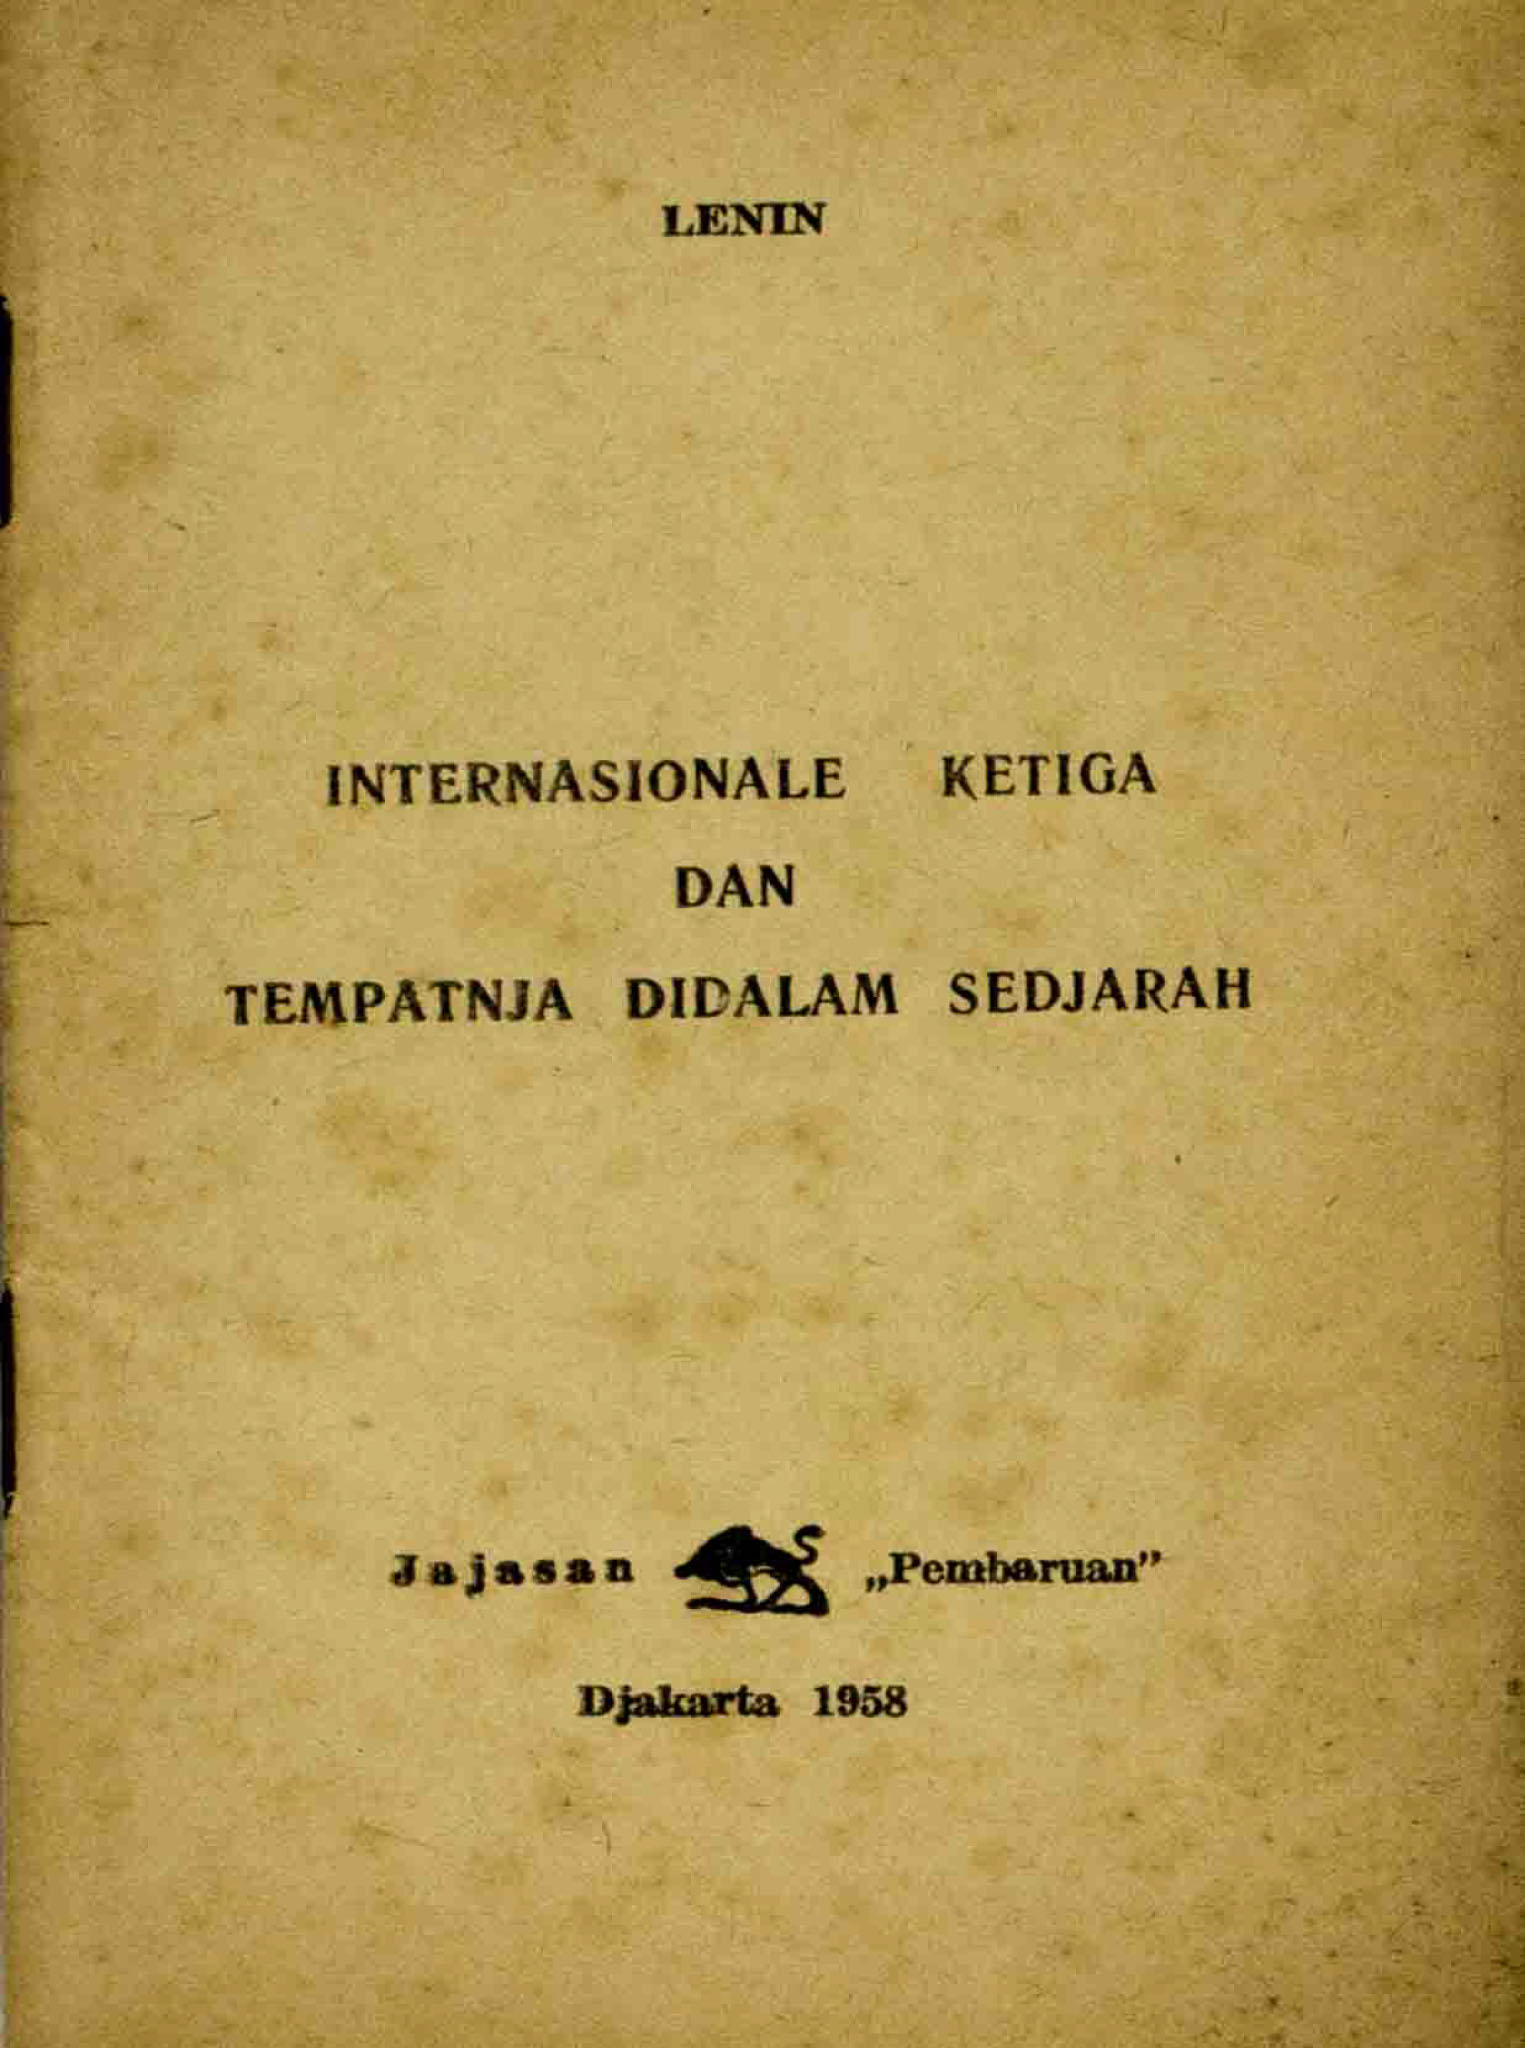 LENIN
INTERNASIONALE KETIGA
DAN
TEMPATNJA DIDALAM SEDJARAH
Jajasan „Pembaruan”
Djakarta 1958